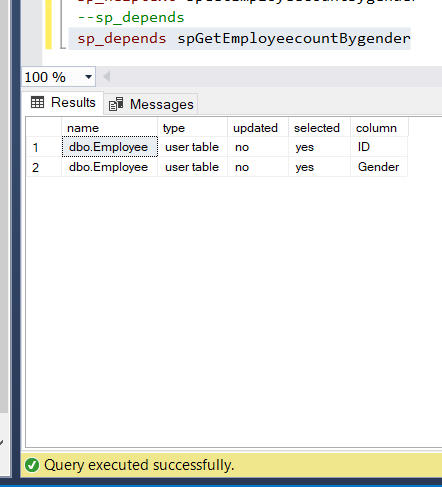 --sp_depends
sp_depends spGetEmployeecountBygender
100 %
Results Messages
name type updated selected column
1 dbo.Employee user table no yes ID
2 dbo.Employee user table no yes Gender
Query executed successfully.